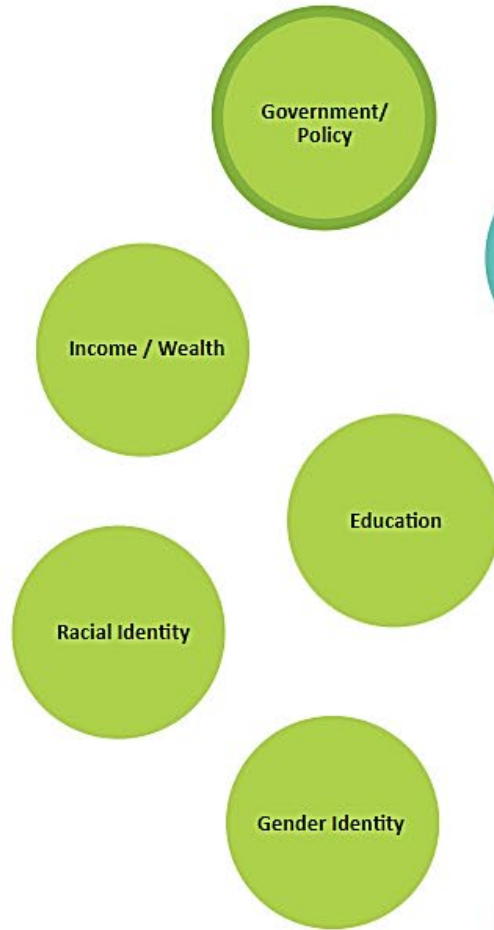 Government/
Policy
Income / Wealth
Education
Racial Identity
Gender Identity